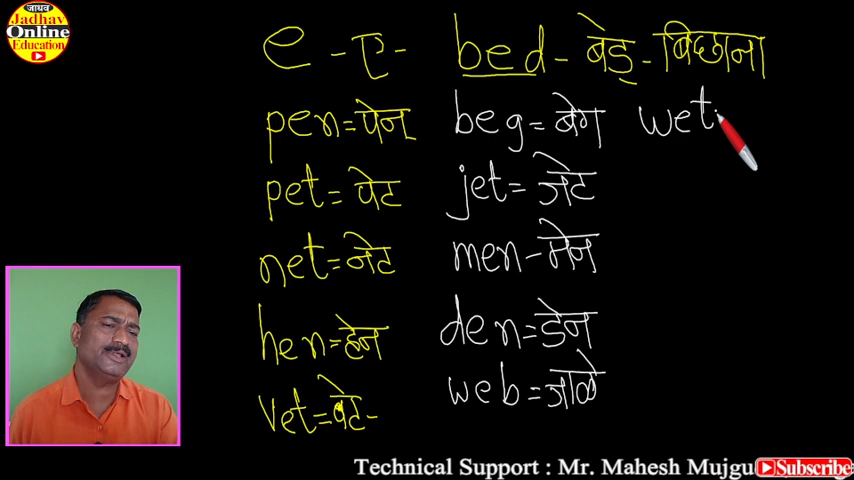 जाधव
Jadhav
Online
Education
e - ए - bed - बेड् - बिछाना
pen = पेन् beg = बेग wet
pet = पेट jet = जेट
net = नेट men - मेन
hen = हेन den = डेन
vet = वेट - web = जाळे
Technical Support : Mr. Mahesh Mujgu
Subscribe